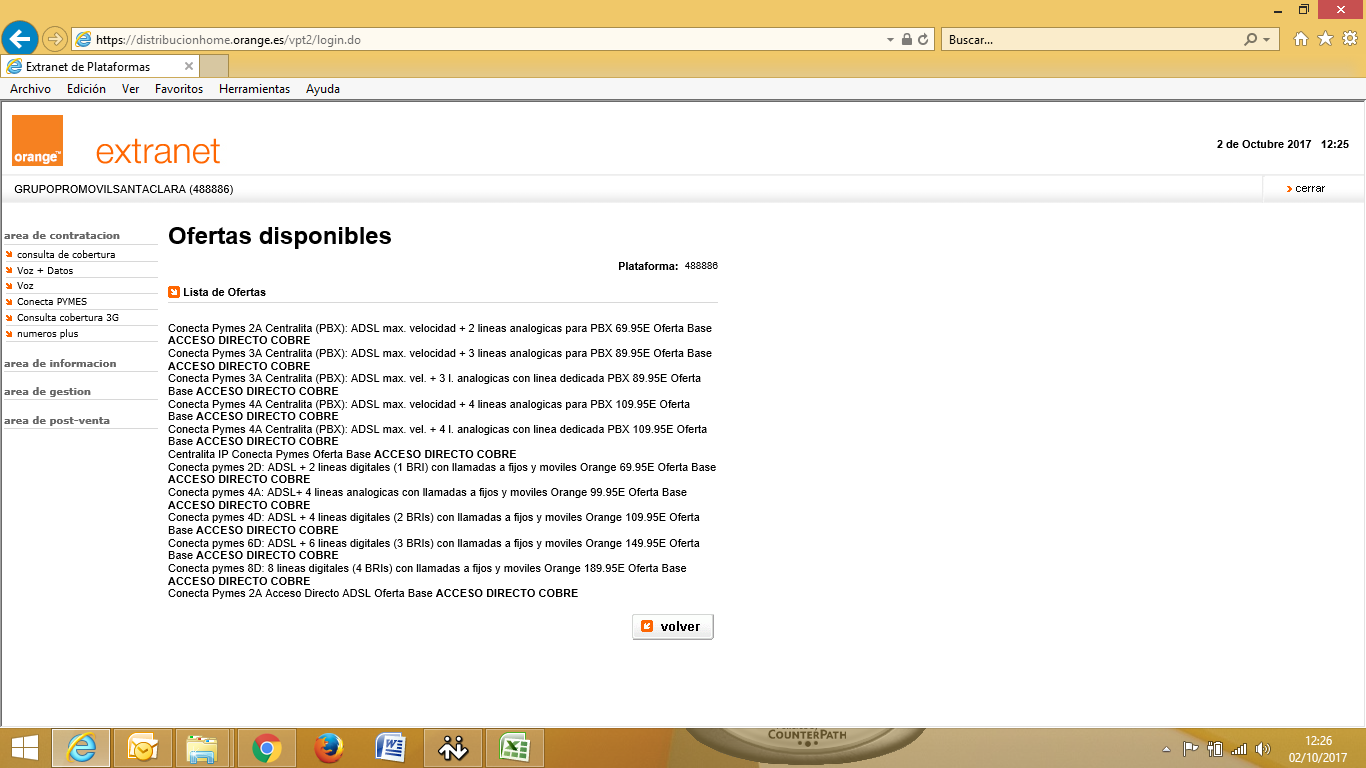 https://distribucionhome.orange.es/vpt2/login.do
Buscar...
Extranet de Plataformas
Archivo Edición Ver Favoritos Herramientas Ayuda
orange™
extranet
2 de Octubre 2017 12:25
GRUPOPROMOVILSANTACLARA (488886)
cerrar
area de contratacion
consulta de cobertura
Voz + Datos
Voz
Conecta PYMES
Consulta cobertura 3G
numeros plus
area de informacion
area de gestion
area de post-venta
Ofertas disponibles
Plataforma: 488886
Lista de Ofertas
Conecta Pymes 2A Centralita (PBX): ADSL max. velocidad + 2 lineas analogicas para PBX 69.95E Oferta Base
ACCESO DIRECTO COBRE
Conecta Pymes 3A Centralita (PBX): ADSL max. velocidad + 3 lineas analogicas para PBX 89.95E Oferta Base
ACCESO DIRECTO COBRE
Conecta Pymes 3A Centralita (PBX): ADSL max. vel. + 3 l. analogicas con linea dedicada PBX 89.95E Oferta
Base ACCESO DIRECTO COBRE
Conecta Pymes 4A Centralita (PBX): ADSL max. velocidad + 4 lineas analogicas para PBX 109.95E Oferta
Base ACCESO DIRECTO COBRE
Conecta Pymes 4A Centralita (PBX): ADSL max. vel. + 4 l. analogicas con linea dedicada PBX 109.95E Oferta
Base ACCESO DIRECTO COBRE
Centralita IP Conecta Pymes Oferta Base ACCESO DIRECTO COBRE
Conecta pymes 2D: ADSL + 2 lineas digitales (1 BRI) con llamadas a fijos y moviles Orange 69.95E Oferta Base
ACCESO DIRECTO COBRE
Conecta pymes 4A: ADSL+ 4 lineas analogicas con llamadas a fijos y moviles Orange 99.95E Oferta Base
ACCESO DIRECTO COBRE
Conecta pymes 4D: ADSL + 4 lineas digitales (2 BRIs) con llamadas a fijos y moviles Orange 109.95E Oferta
Base ACCESO DIRECTO COBRE
Conecta pymes 6D: ADSL + 6 lineas digitales (3 BRIs) con llamadas a fijos y moviles Orange 149.95E Oferta
Base ACCESO DIRECTO COBRE
Conecta pymes 8D: 8 lineas digitales (4 BRIs) con llamadas a fijos y moviles Orange 189.95E Oferta Base
ACCESO DIRECTO COBRE
Conecta Pymes 2A Acceso Directo ADSL Oferta Base ACCESO DIRECTO COBRE
volver
COUNTERPATH
12:26
02/10/2017